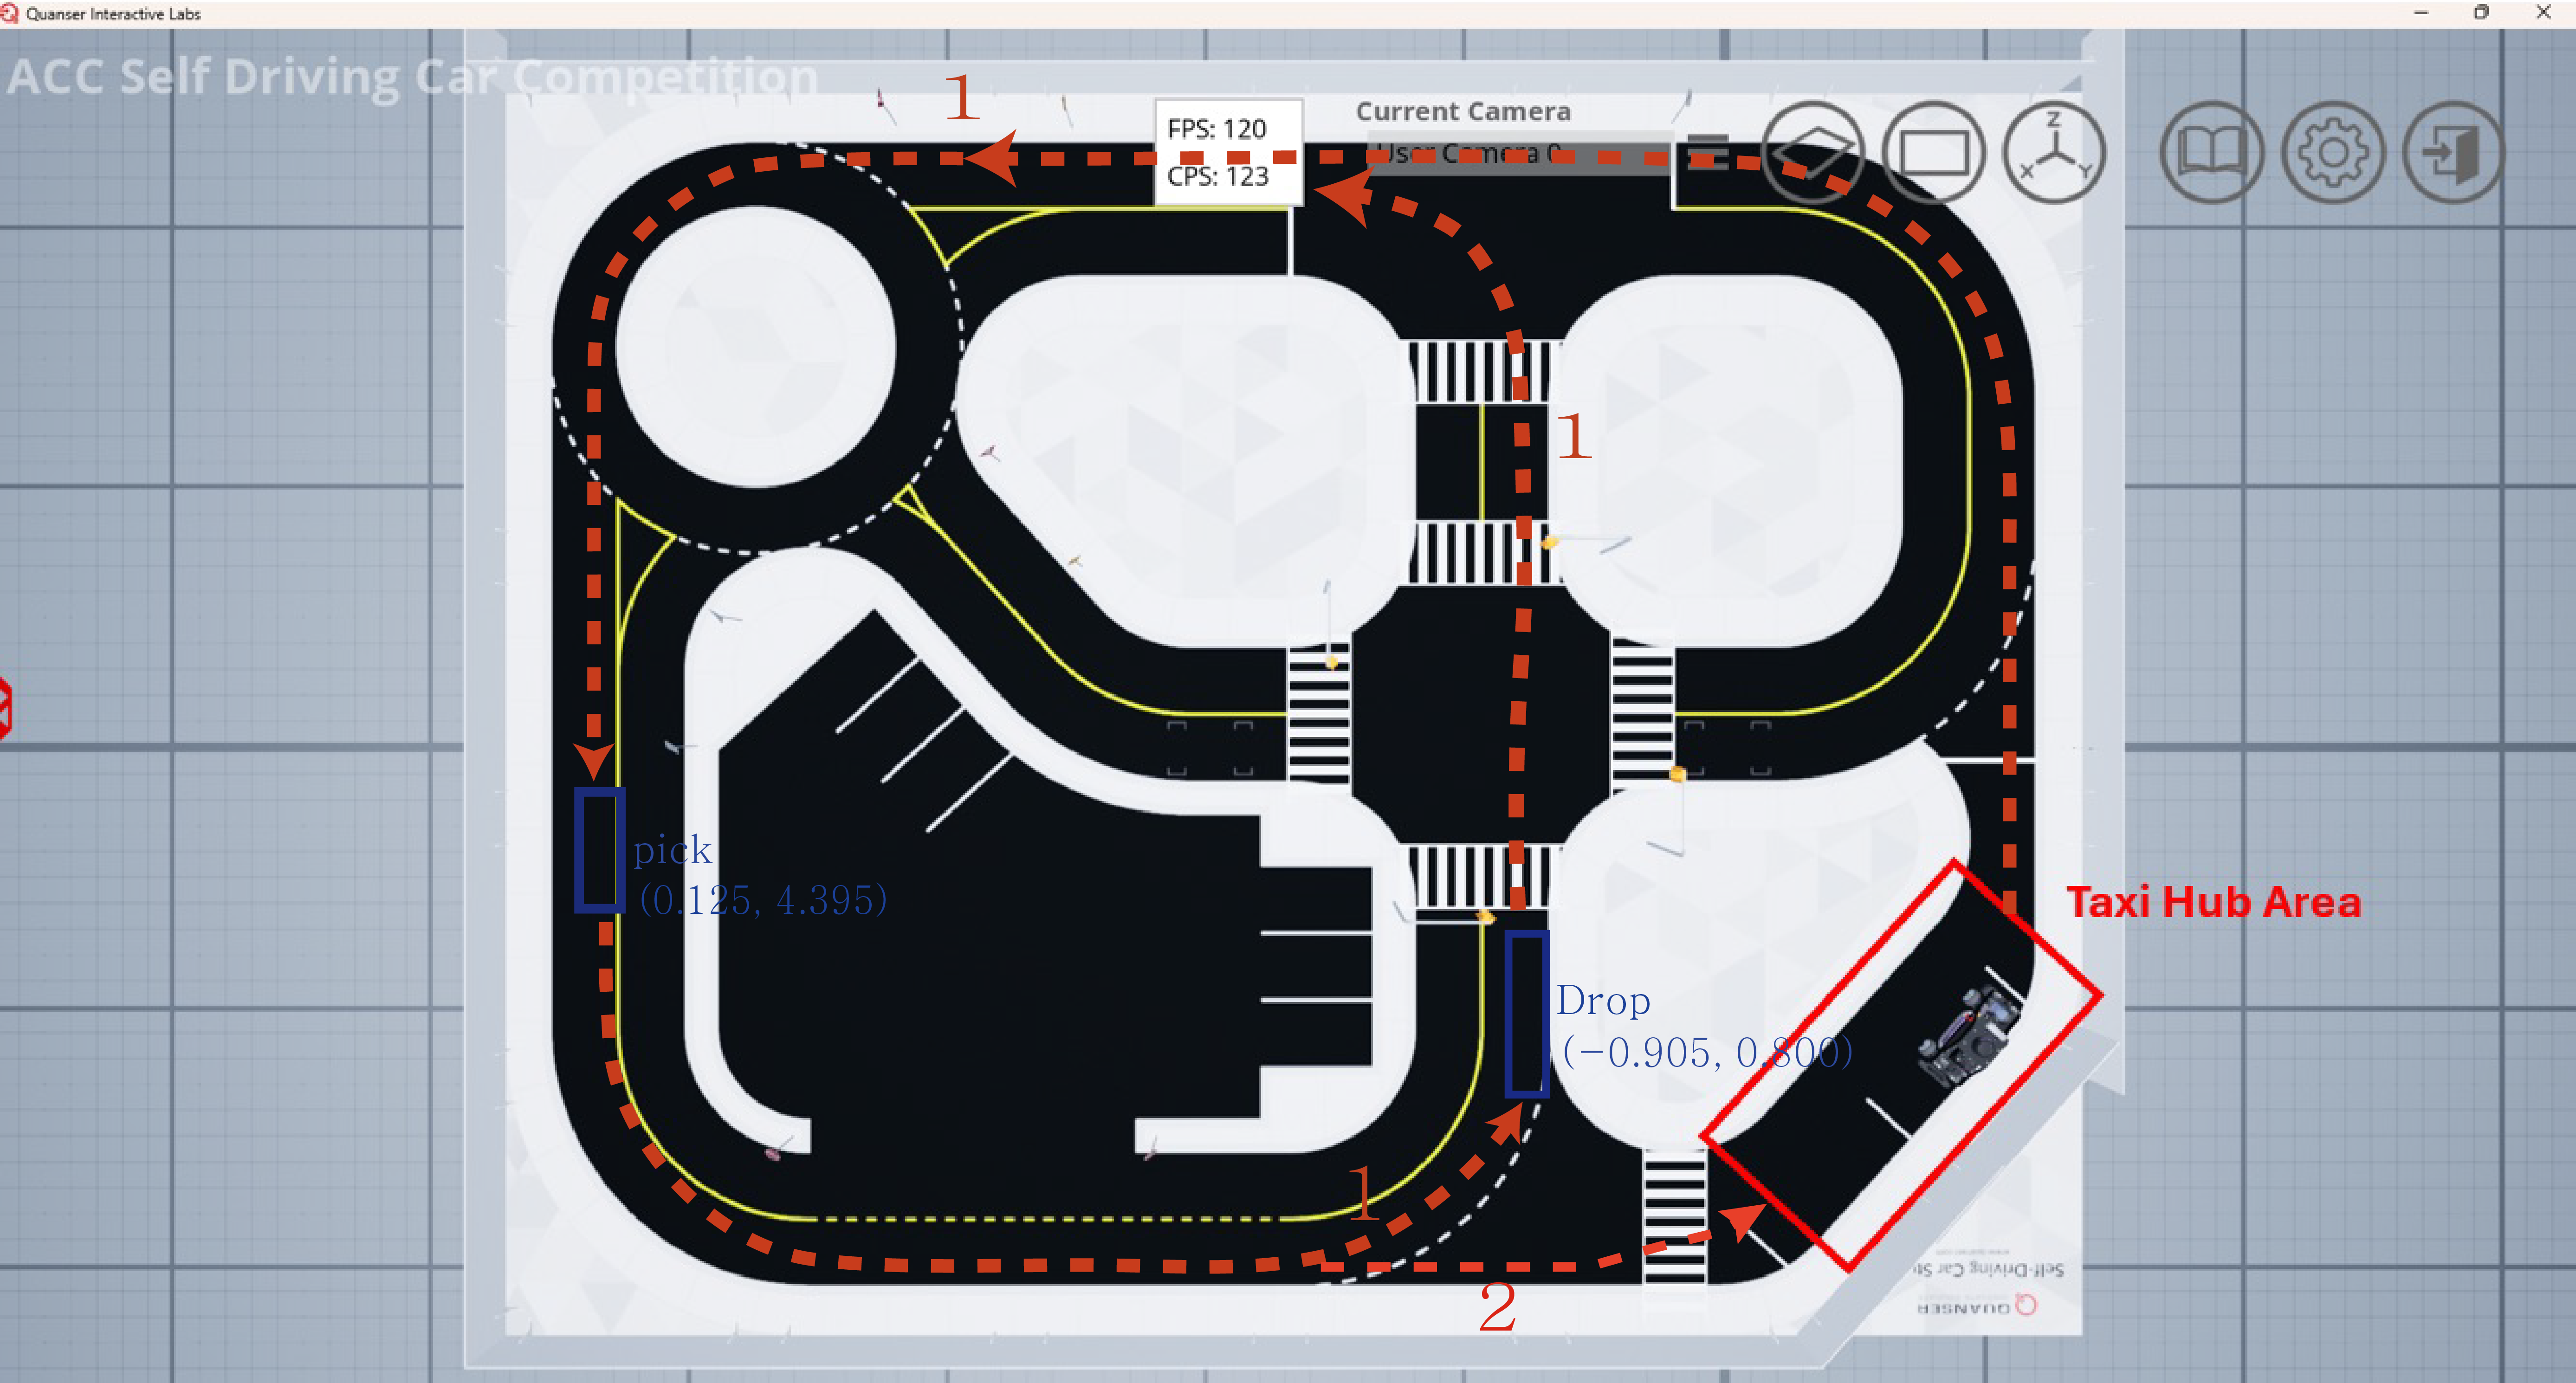 Quanser Interactive Labs
ACC Self Driving Car Competition
1
FPS: 120
CPS: 123
Current Camera
User Camera 0
Z
X
Y
1
pick
(0.125, 4.395)
Taxi Hub Area
Drop
(-0.905, 0.800)
1
2
Self-Driving Car St
QUANSER